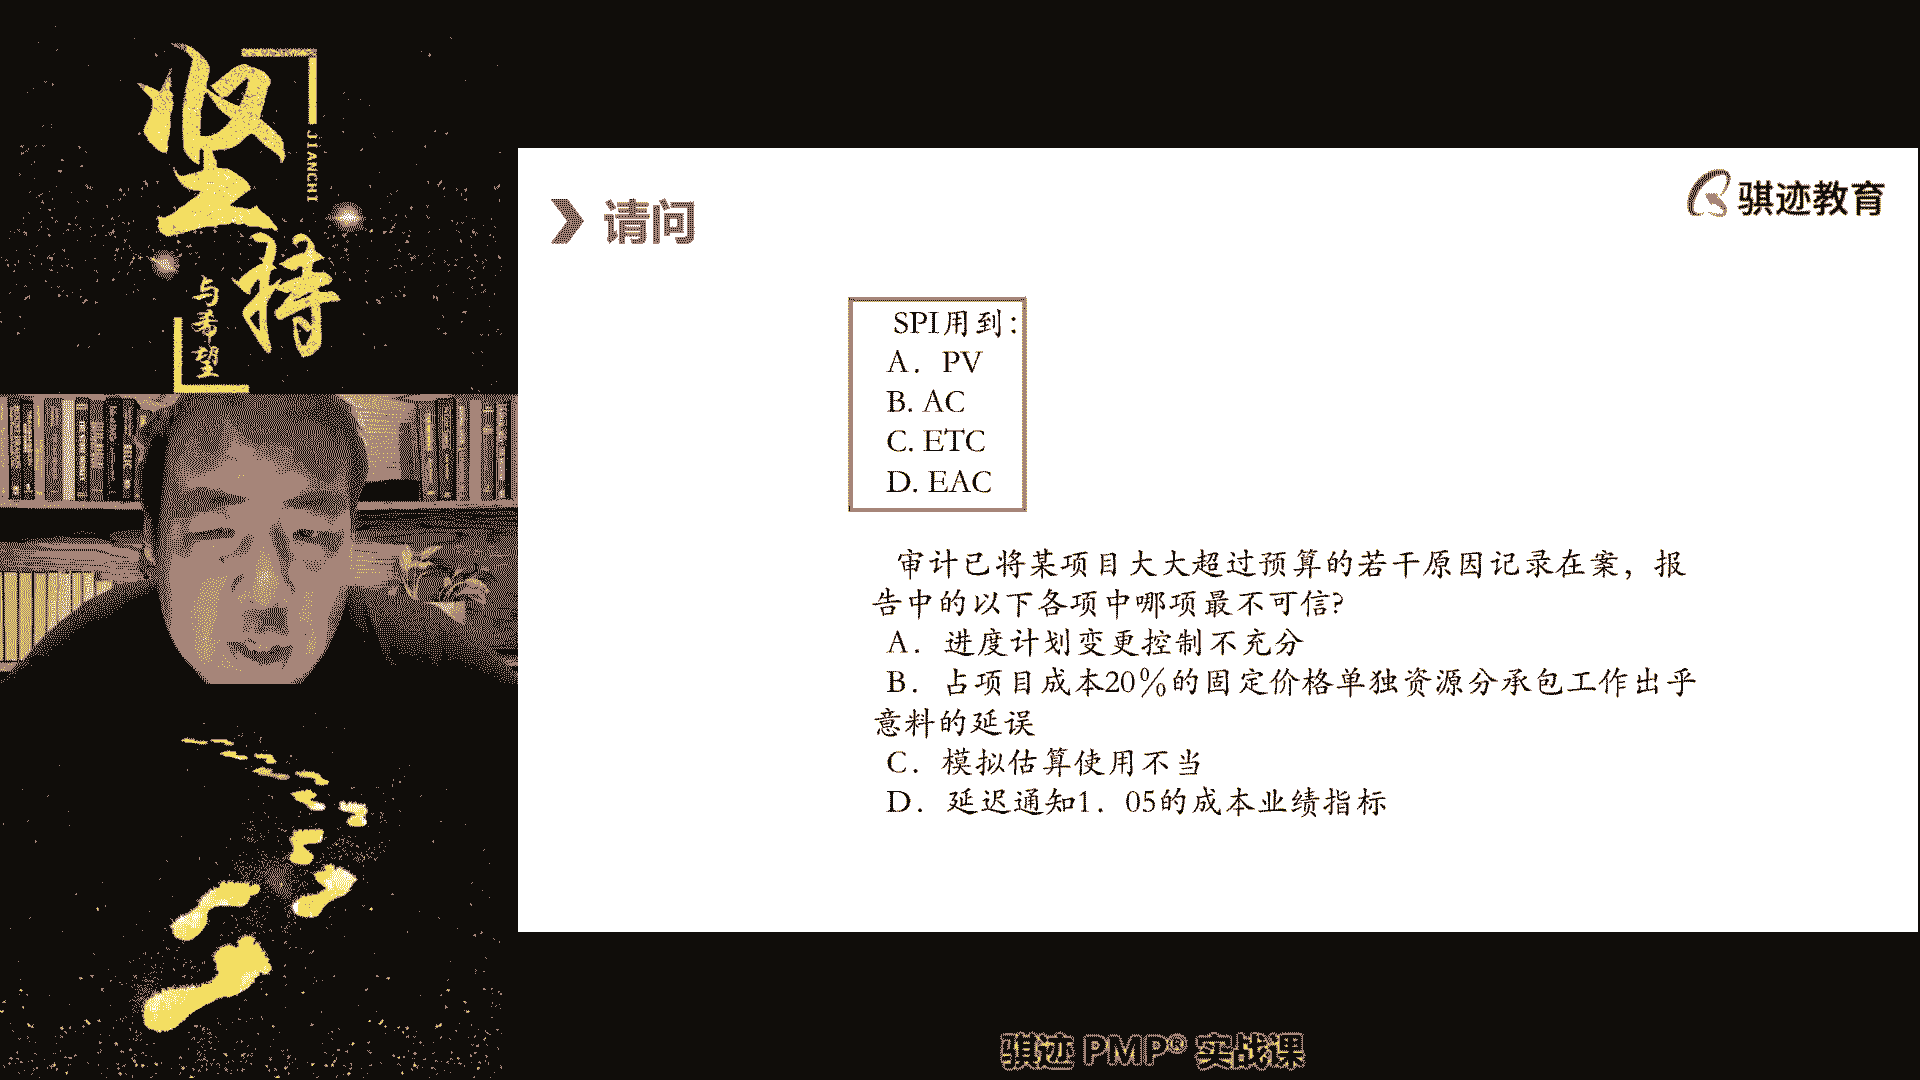 坚持
JIANCHI
与希望
骐迹教育
请问
SPI用到：
A．PV
B. AC
C. ETC
D. EAC
审计已将某项目大大超过预算的若干原因记录在案，报
告中的以下各项中哪项最不可信?
A．进度计划变更控制不充分
B．占项目成本20％的固定价格单独资源分承包工作出乎
意料的延误
C．模拟估算使用不当
D．延迟通知1．05的成本业绩指标
骐迹 PMP® 实战课